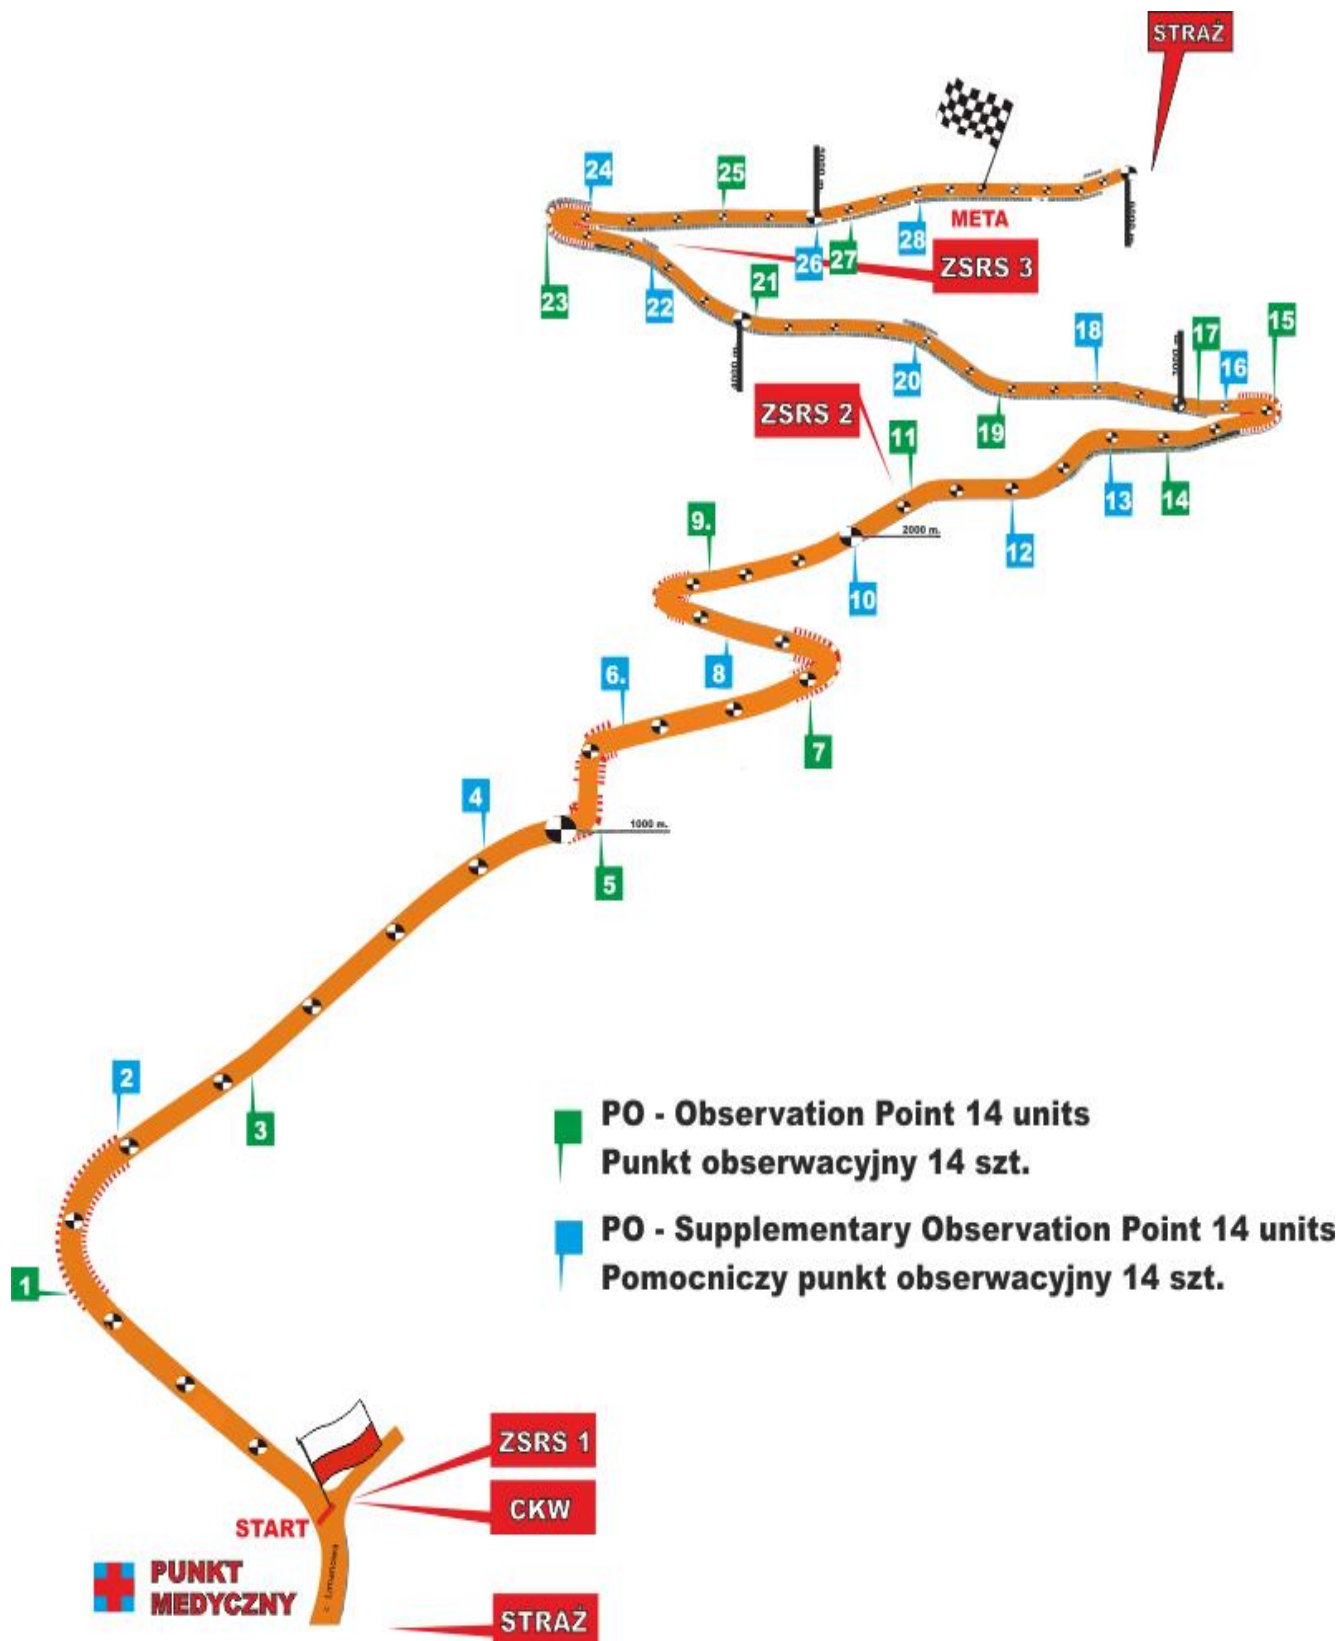 STRAŻ
24
25
5000 m.
META
28
26
27
ZSRS 3
23
22
21
4000 m.
20
18
3000 m.
17
16
15
ZSRS 2
11
19
13
14
9.
2000 m.
12
10
6.
8
7
4
1000 m.
5
2
3
PO - Observation Point 14 units
Punkt obserwacyjny 14 szt.
PO - Supplementary Observation Point 14 units
Pomocniczy punkt obserwacyjny 14 szt.
1
ZSRS 1
CKW
START
PUNKT
MEDYCZNY
STRAŻ